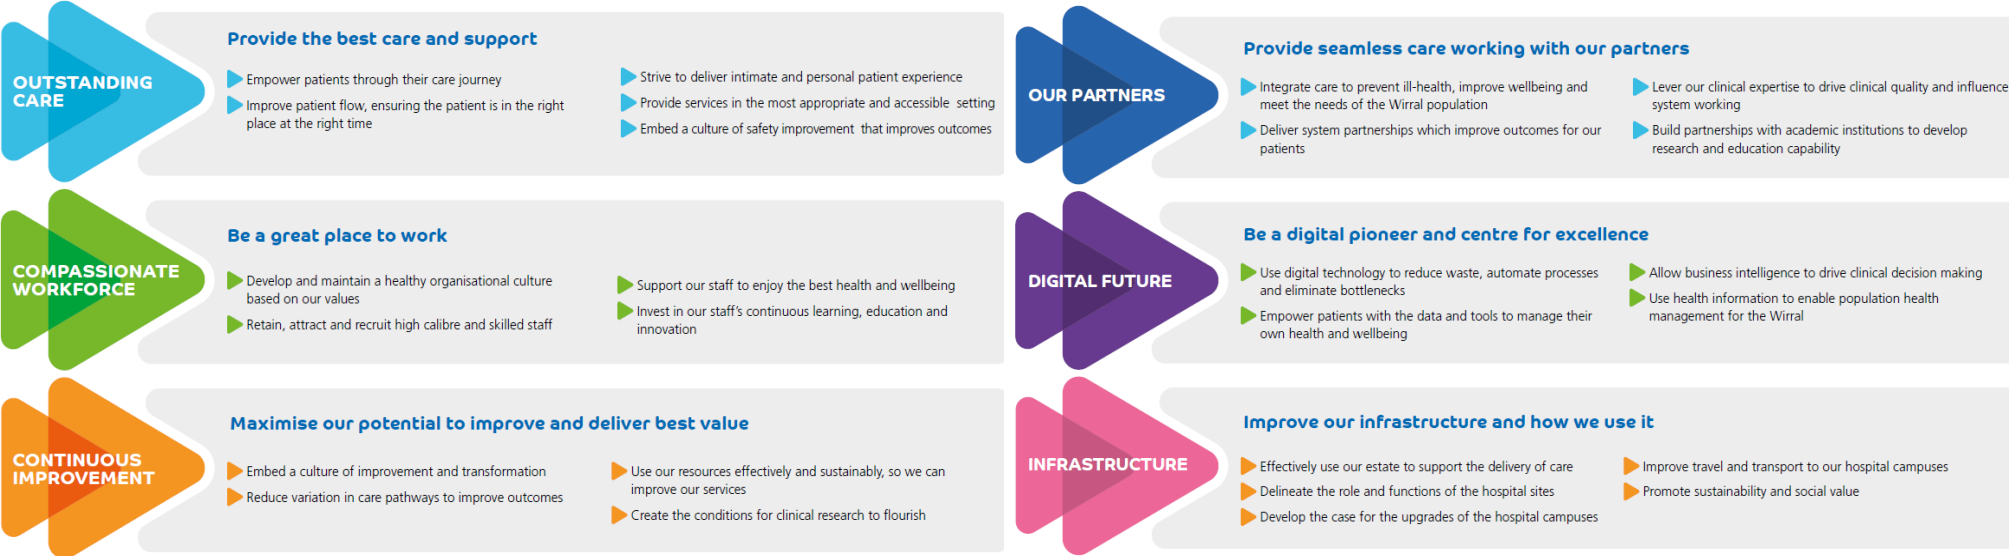 OUTSTANDING
CARE
Provide the best care and support
Empower patients through their care journey
Improve patient flow, ensuring the patient is in the right
place at the right time
Strive to deliver intimate and personal patient experience
Provide services in the most appropriate and accessible setting
Embed a culture of safety improvement that improves outcomes
COMPASSIONATE
WORKFORCE
Be a great place to work
Develop and maintain a healthy organisational culture
based on our values
Retain, attract and recruit high calibre and skilled staff
Support our staff to enjoy the best health and wellbeing
Invest in our staff's continuous learning, education and
innovation
CONTINUOUS
IMPROVEMENT
Maximise our potential to improve and deliver best value
Embed a culture of improvement and transformation
Reduce variation in care pathways to improve outcomes
Use our resources effectively and sustainably, so we can
improve our services
Create the conditions for clinical research to flourish
OUR PARTNERS
Provide seamless care working with our partners
Integrate care to prevent ill-health, improve wellbeing and
meet the needs of the Wirral population
Deliver system partnerships which improve outcomes for our
patients
Lever our clinical expertise to drive clinical quality and influence
system working
Build partnerships with academic institutions to develop
research and education capability
DIGITAL FUTURE
Be a digital pioneer and centre for excellence
Use digital technology to reduce waste, automate processes
and eliminate bottlenecks
Empower patients with the data and tools to manage their
own health and wellbeing
Allow business intelligence to drive clinical decision making
Use health information to enable population health
management for the Wirral
INFRASTRUCTURE
Improve our infrastructure and how we use it
Effectively use our estate to support the delivery of care
Delineate the role and functions of the hospital sites
Develop the case for the upgrades of the hospital campuses
Improve travel and transport to our hospital campuses
Promote sustainability and social value